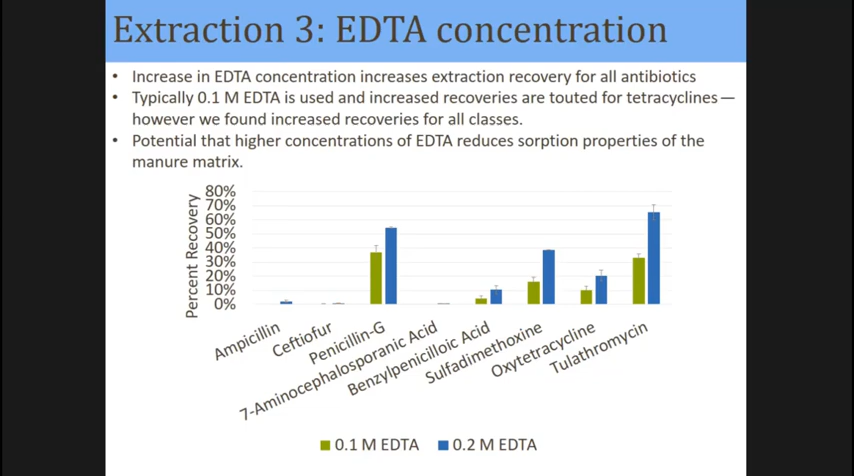 Extraction 3: EDTA concentration
• Increase in EDTA concentration increases extraction recovery for all antibiotics
• Typically 0.1 M EDTA is used and increased recoveries are touted for tetracyclines—
however we found increased recoveries for all classes.
• Potential that higher concentrations of EDTA reduces sorption properties of the
manure matrix.
Percent Recovery
80%
70%
60%
50%
40%
30%
20%
10%
0%
Ampicillin
Ceftiofur
Penicillin-G
7-Aminocephalosporanic Acid
Benzylpenicilloic Acid
Sulfadimethoxine
Oxytetracycline
Tulathromycin
0.1 M EDTA
0.2 M EDTA